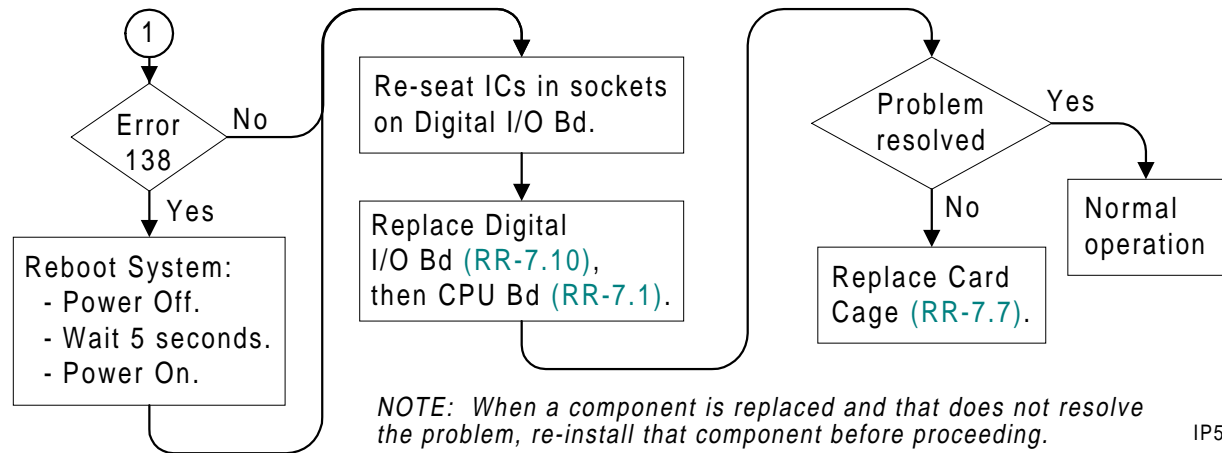 1
Error
138
No
Yes
Reboot System:
- Power Off.
- Wait 5 seconds.
- Power On.
Re-seat ICs in sockets
on Digital I/O Bd.
Replace Digital
I/O Bd (RR-7.10),
then CPU Bd (RR-7.1).
Problem
resolved
Yes
No
Normal
operation
Replace Card
Cage (RR-7.7).
NOTE: When a component is replaced and that does not resolve
the problem, re-install that component before proceeding.
IP5